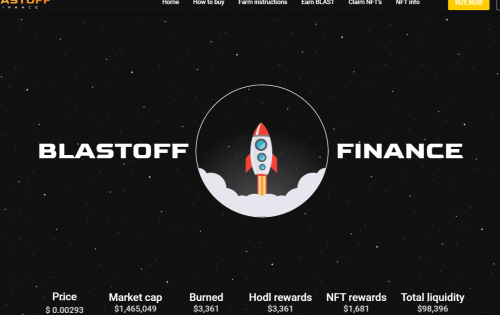 Home How to buy Farm instructions Earn BLAST Claim NFT's NFT info BUY NOW
FINANCE
BLASTOFF FINANCE
Price Market cap Burned Hodl rewards NFT rewards Total liquidity
$ 0.00293 $1,465,049 $3,361 $3,361 $1,681 $98,396